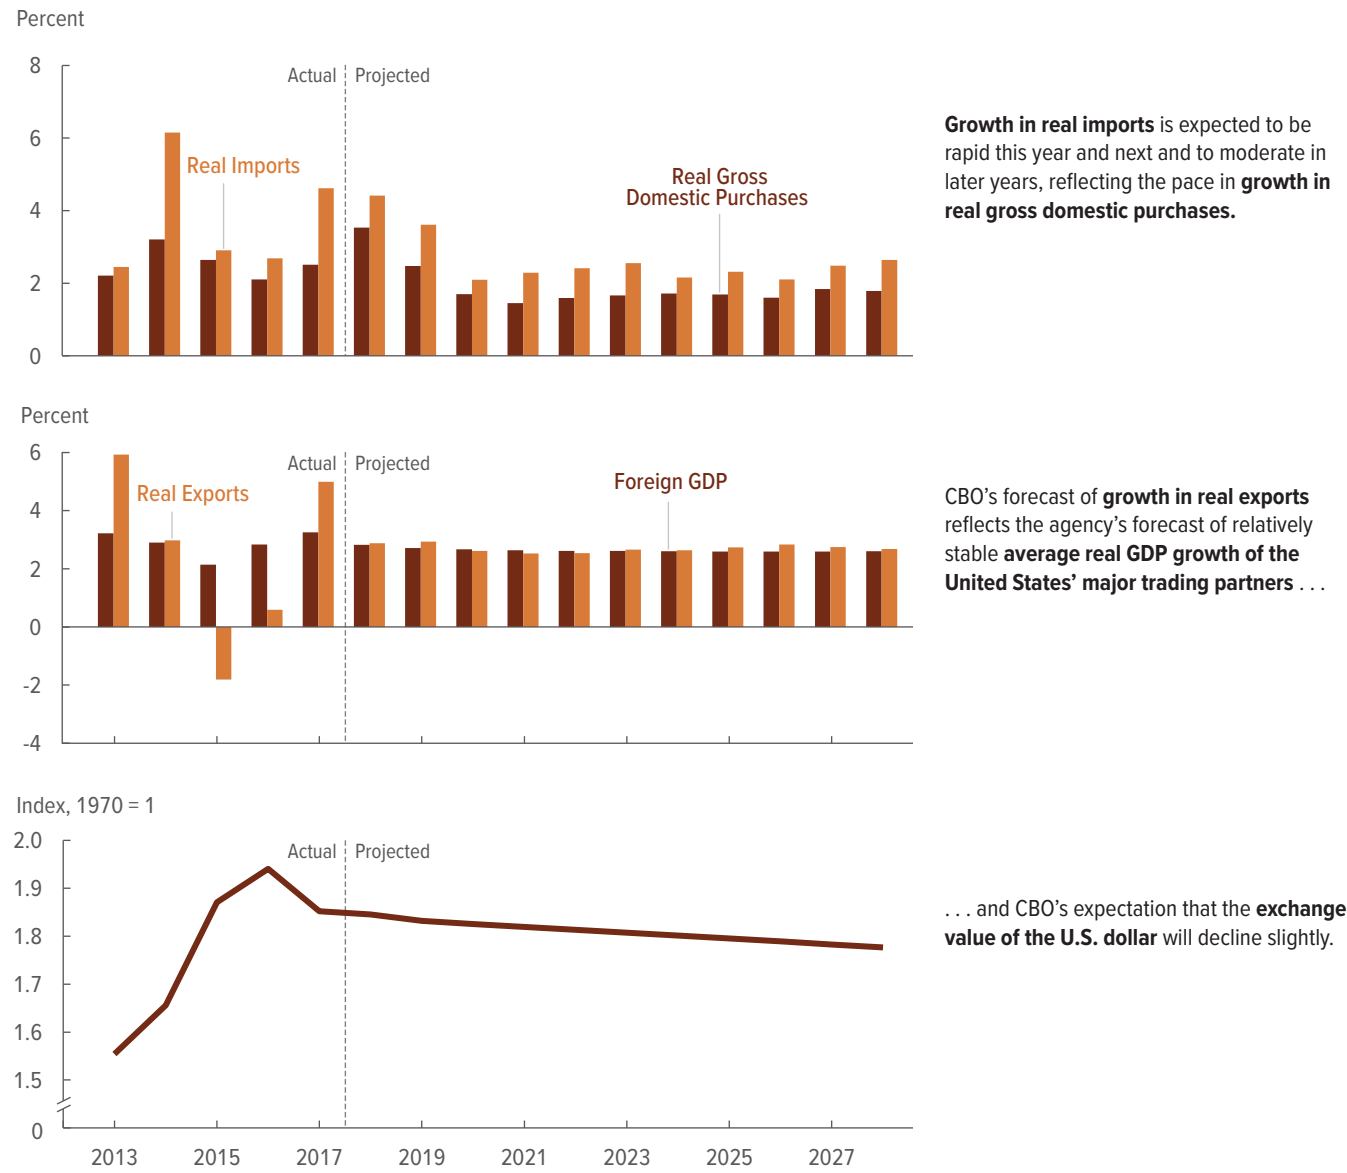 Percent
8
6
4
2
0
Actual
Projected
Real Imports
Real Gross
Domestic Purchases
Growth in real imports is expected to be
rapid this year and next and to moderate in
later years, reflecting the pace in growth in
real gross domestic purchases.
Percent
6
4
2
0
-2
-4
Actual
Projected
Real Exports
Foreign GDP
CBO’s forecast of growth in real exports
reflects the agency’s forecast of relatively
stable average real GDP growth of the
United States’ major trading partners . . .
Index, 1970 = 1
2.0
1.9
1.8
1.7
1.6
1.5
0
Actual
Projected
. . . and CBO’s expectation that the exchange
value of the U.S. dollar will decline slightly.
2013
2015
2017
2019
2021
2023
2025
2027